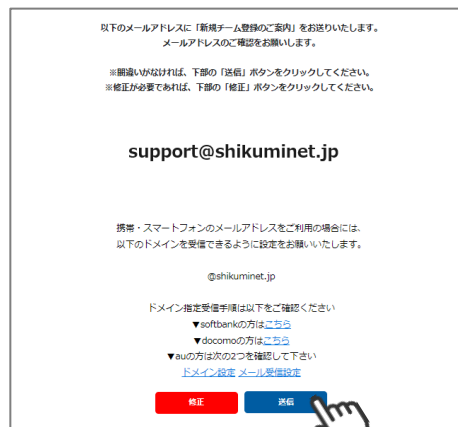 以下のメールアドレスに「新規チーム登録のご案内」をお送りいたします。
メールアドレスのご確認をお願いします。
※間違いがなければ、下部の「送信」ボタンをクリックしてください。
※修正が必要であれば、下部の「修正」ボタンをクリックしてください。
support@shikuminet.jp
携帯・スマートフォンのメールアドレスをご利用の場合には、
以下のドメインを受信できるように設定をお願いいたします。
@shikuminet.jp
ドメイン指定受信手順は以下をご確認ください
▼softbankの方はこちら
▼docomoの方はこちら
▼auの方は次の2つを確認して下さい
ドメイン設定 メール受信設定
修正 送信